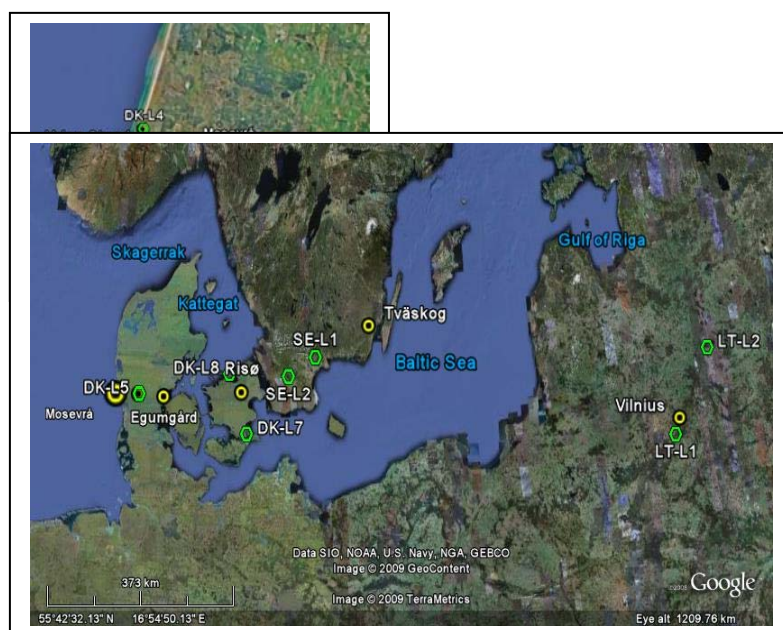 DK-L4
Skagerrak
Gulf of Riga
Kattegat
Tväskog
SE-L1
LT-L2
DK-L8 Risø
Baltic Sea
DK-L5
SE-L2
Mosevrå
Egumgård
Vilnius
DK-L7
LT-L1
Data SIO, NOAA, U.S. Navy, NGA, GEBCO
Image © 2009 GeoContent
373 km
©2008 Google
Image © 2009 TerraMetrics
55°42'32.13" N 16°54'50.13" E
Eye alt 1209.76 km